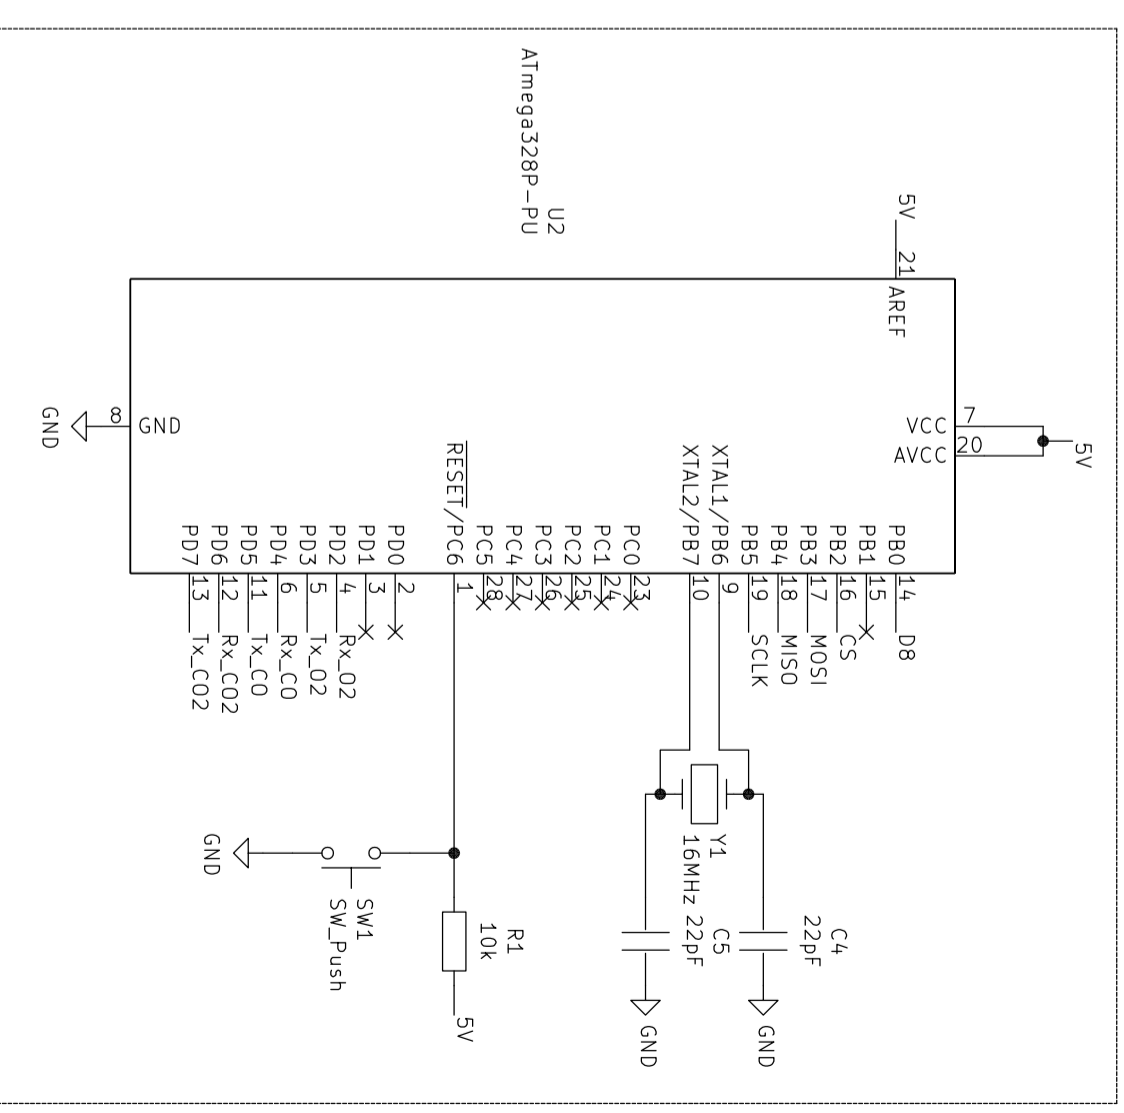 ATmega328P-PU
U2
5V
21
AREF
VCC
7
AVCC
20
5V
GND
8
GND
PB0
14
D8
PB1
15
PB2
16
CS
PB3
17
MOSI
PB4
18
MISO
PB5
19
SCLK
XTAL1/PB6
9
XTAL2/PB7
10
PC0
23
PC1
24
PC2
25
PC3
26
PC4
27
PC5
28
RESET/PC6
1
PD0
2
PD1
3
PD2
4
Rx_O2
PD3
5
Tx_O2
PD4
6
Rx_CO
PD5
11
Tx_CO
PD6
12
Rx_CO2
PD7
13
Tx_CO2
Y1
16MHz
C4
22pF
C5
22pF
GND
GND
R1
10k
5V
SW1
SW_Push
GND